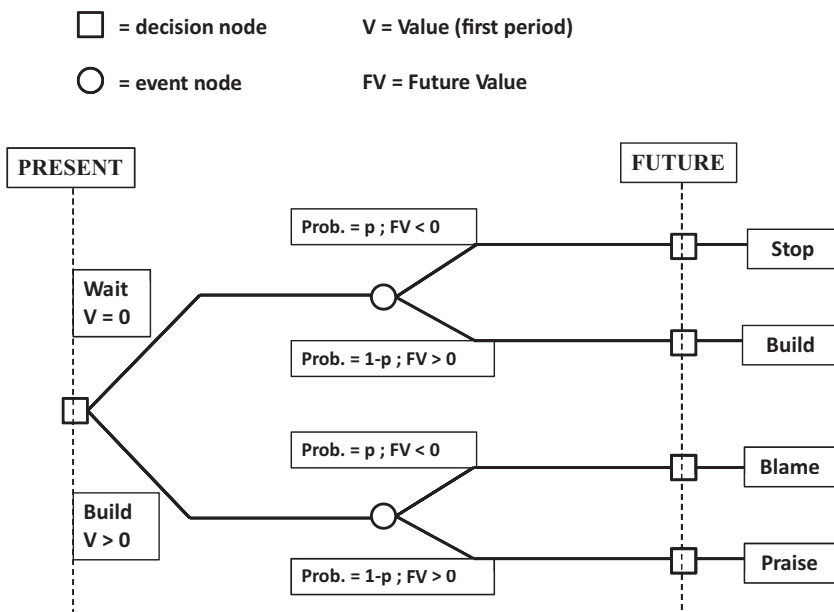 = decision node
V = Value (first period)
= event node
FV = Future Value
PRESENT
FUTURE
Prob. = p ; FV < 0
Stop
Wait
V = 0
Prob. = 1-p ; FV > 0
Build
Prob. = p ; FV < 0
Blame
Build
V > 0
Prob. = 1-p ; FV > 0
Praise